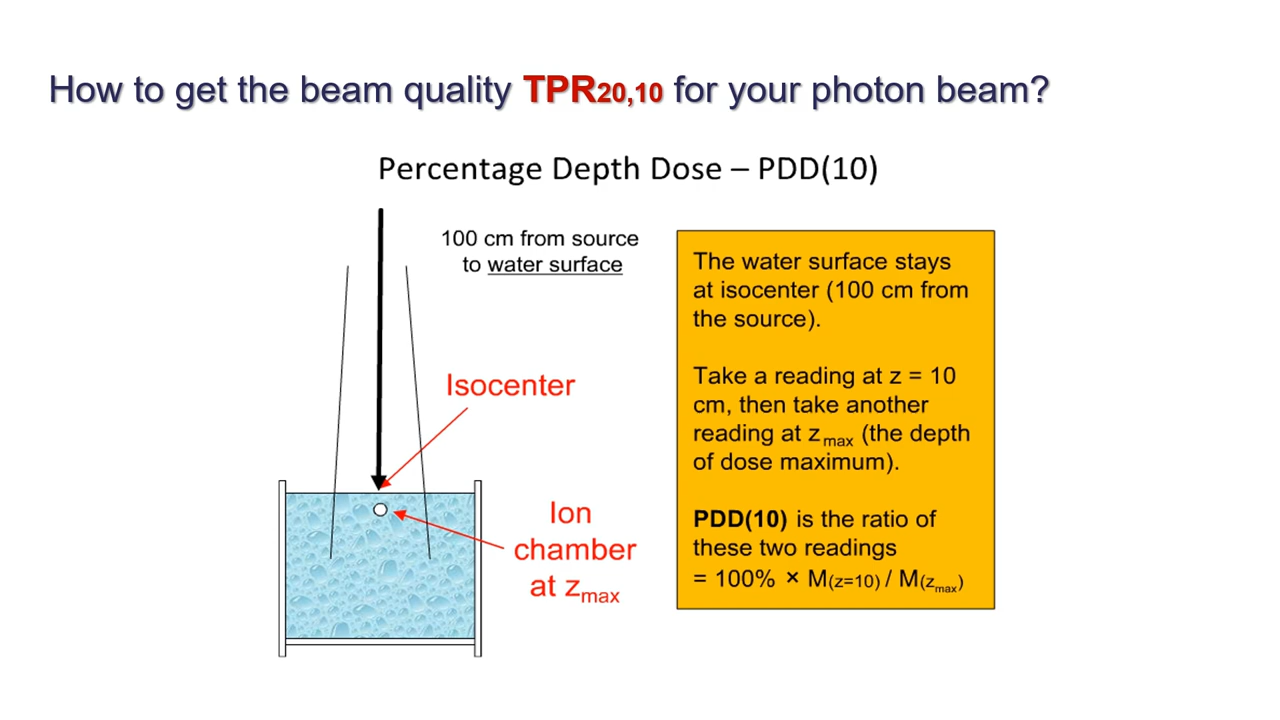 How to get the beam quality TPR20,10 for your photon beam?
Percentage Depth Dose – PDD(10)
100 cm from source
to water surface
Isocenter
Ion
chamber
at zmax
The water surface stays
at isocenter (100 cm from
the source).
Take a reading at z = 10
cm, then take another
reading at zmax (the depth
of dose maximum).
PDD(10) is the ratio of
these two readings
= 100% × M(z=10) / M(zmax)